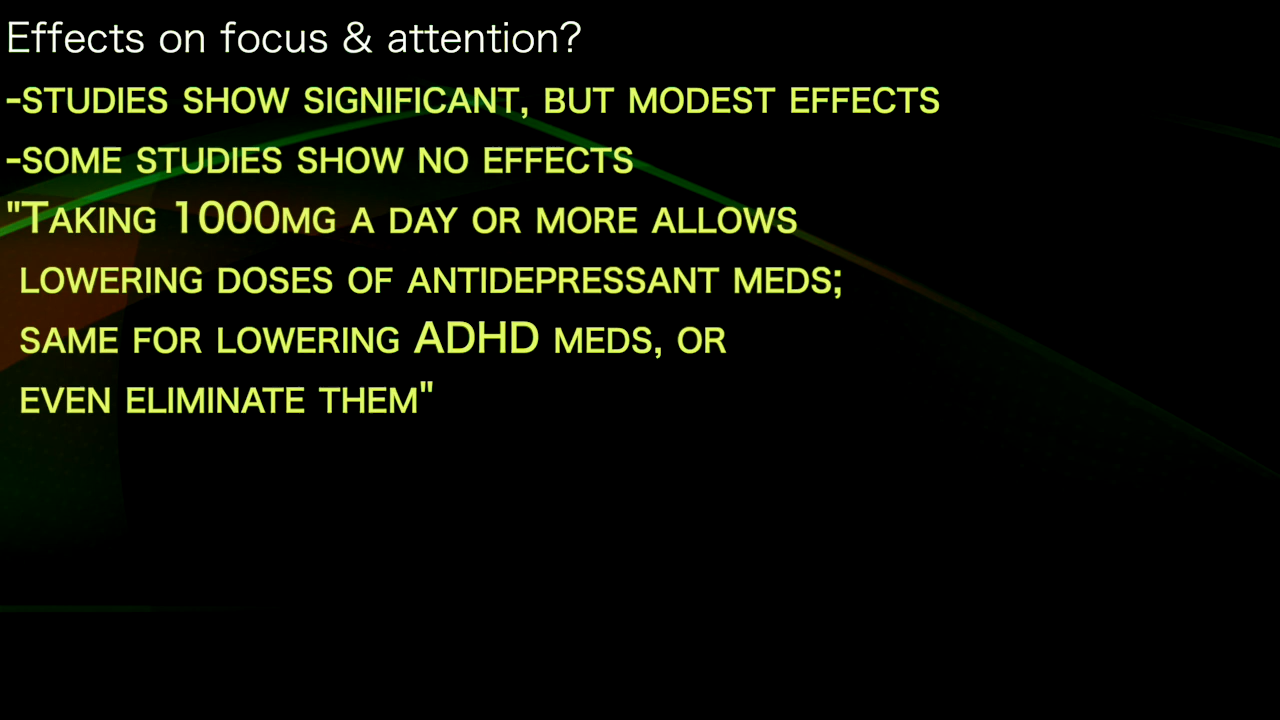 Effects on focus & attention?
-STUDIES SHOW SIGNIFICANT, BUT MODEST EFFECTS
-SOME STUDIES SHOW NO EFFECTS
"TAKING 1000MG A DAY OR MORE ALLOWS
LOWERING DOSES OF ANTIDEPRESSANT MEDS;
SAME FOR LOWERING ADHD MEDS, OR
EVEN ELIMINATE THEM"